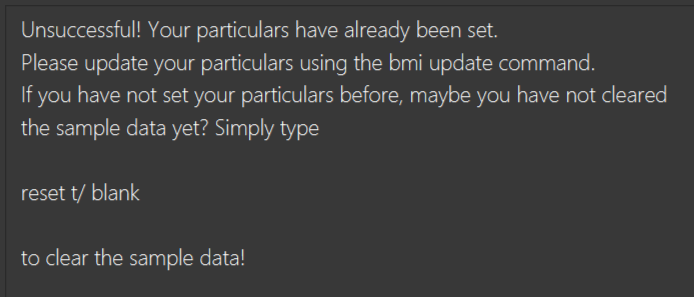 Unsuccessful! Your particulars have already been set.
Please update your particulars using the bmi update command.
If you have not set your particulars before, maybe you have not cleared
the sample data yet? Simply type
reset t/ blank
to clear the sample data!